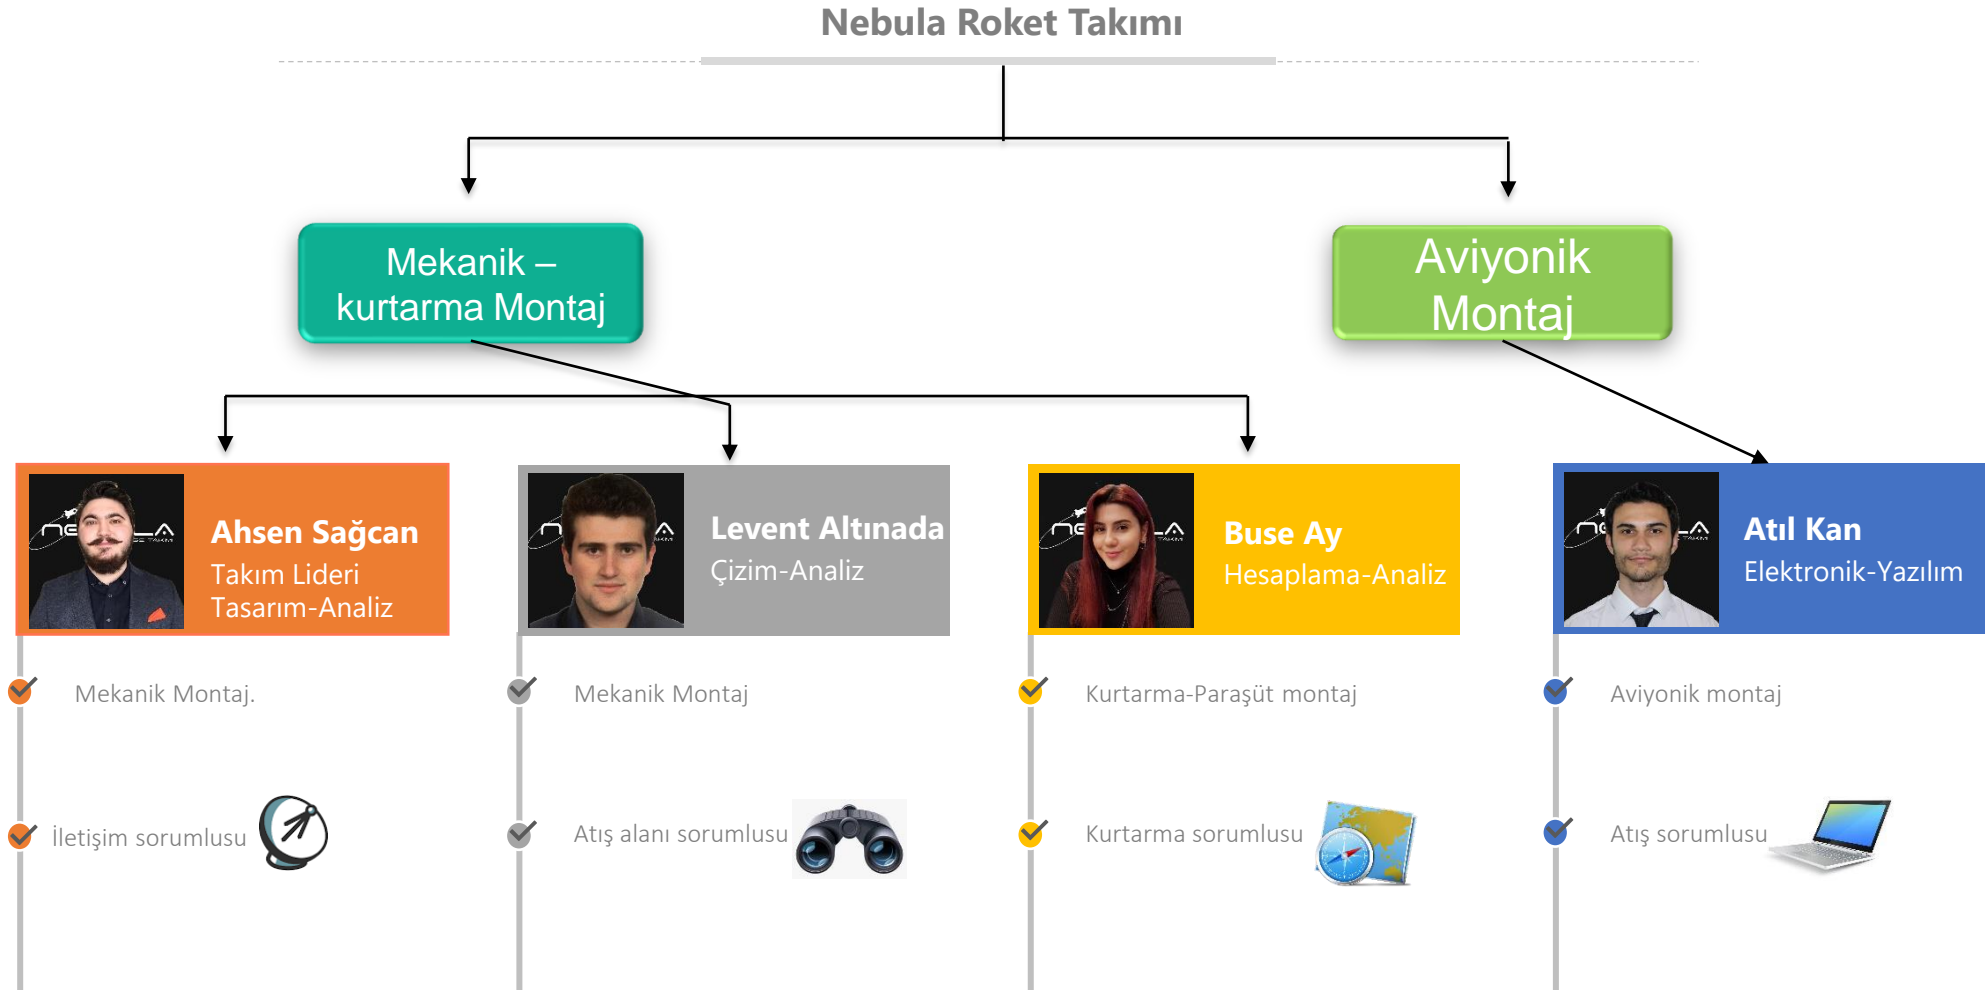 Nebula Roket Takımı
Mekanik –
kurtarma Montaj
Aviyonik
Montaj
Ahsen Sağcan
Takım Lideri
Tasarım-Analiz
Levent Altınada
Çizim-Analiz
Buse Ay
Hesaplama-Analiz
Atıl Kan
Elektronik-Yazılım
Mekanik Montaj.
Mekanik Montaj
Kurtarma-Paraşüt montaj
Aviyonik montaj
İletişim sorumlusu
Atış alanı sorumlusu
Kurtarma sorumlusu
Atış sorumlusu